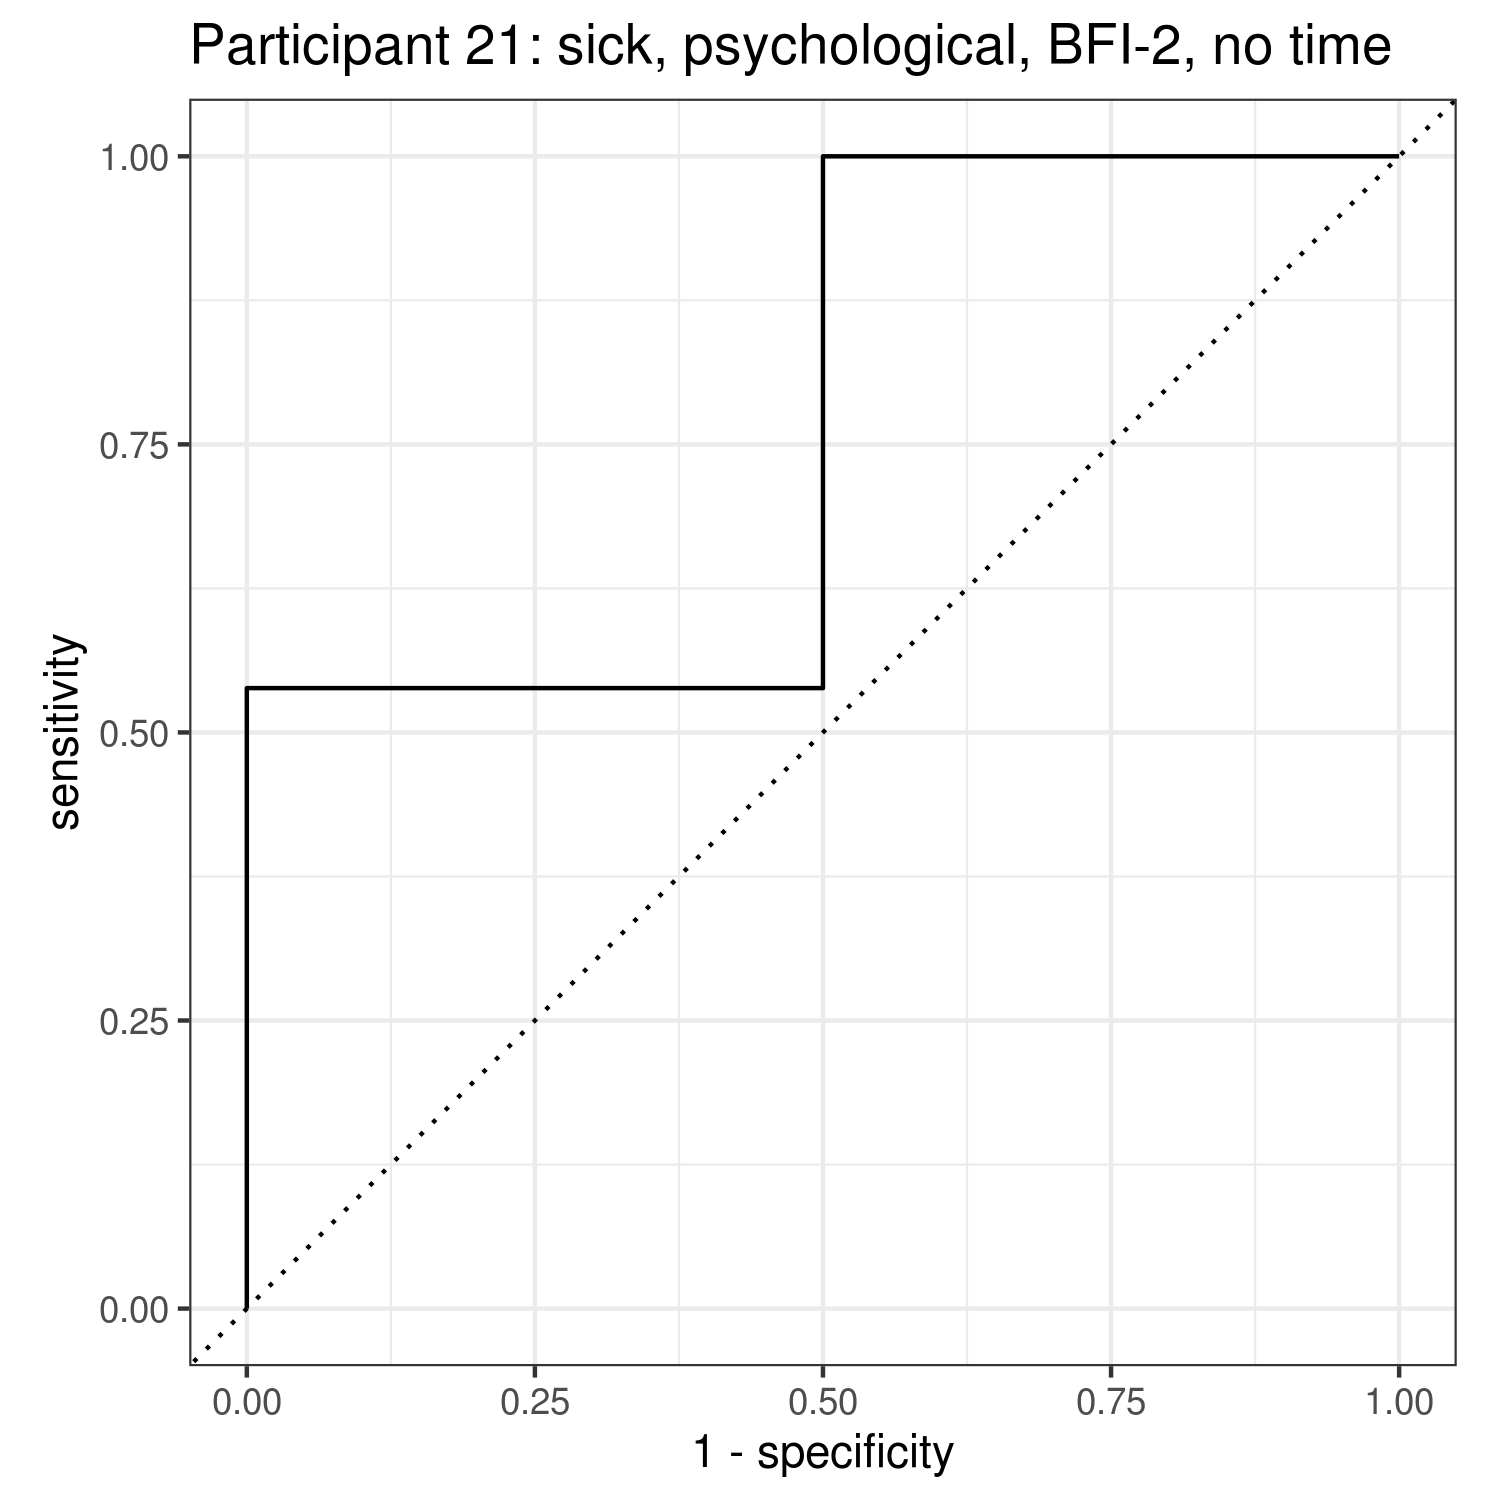 Participant 21: sick, psychological, BFI-2, no time
1.00
0.75
0.50
0.25
0.00
sensitivity
0.00 0.25 0.50 0.75 1.00
1 - specificity